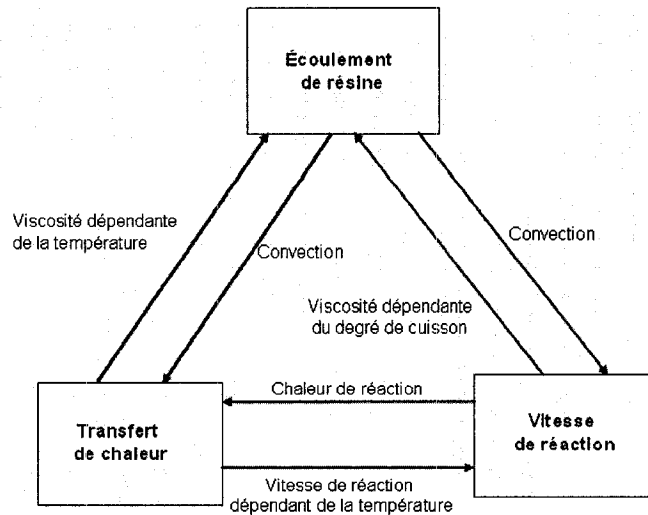 Écoulement
de résine
Viscosité dépendante
de la température
Convection
Convection
Viscosité dépendante
du degré de cuisson
Chaleur de réaction
Transfert
de chaleur
Vitesse
de réaction
Vitesse de réaction
dépendant de la température